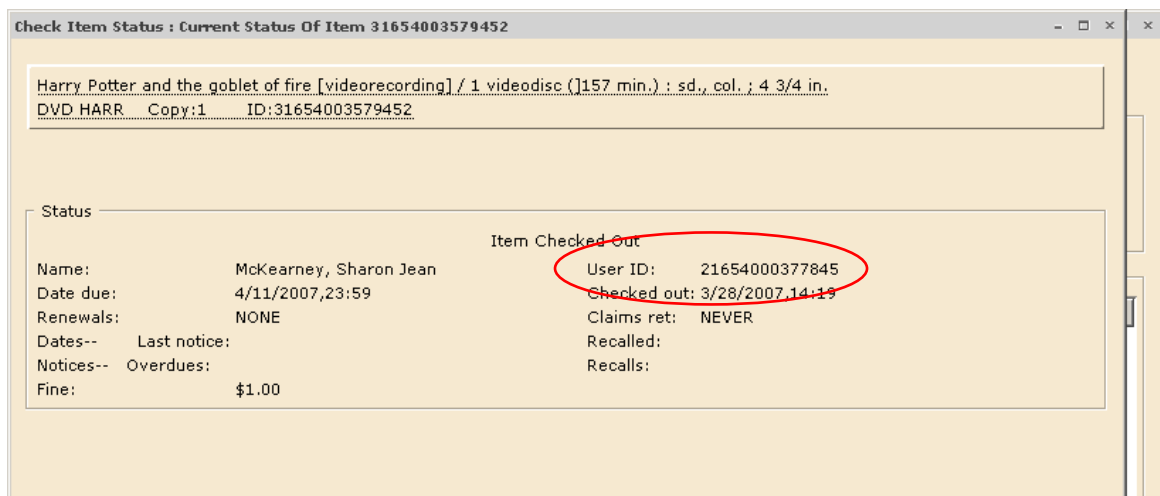 Check Item Status : Current Status Of Item 31654003579452
Harry Potter and the goblet of fire [videorecording] / 1 videodisc (]157 min.) : sd., col. ; 4 3/4 in.
DVD HARR Copy:1 ID:31654003579452
Status
Item Checked Out
Name: McKearney, Sharon Jean User ID: 21654000377845
Date due: 4/11/2007,23:59 Checked out: 3/28/2007,14:19
Renewals: NONE Claims ret: NEVER
Dates-- Last notice: Recalled:
Notices-- Overdues: Recalls:
Fine: $1.00